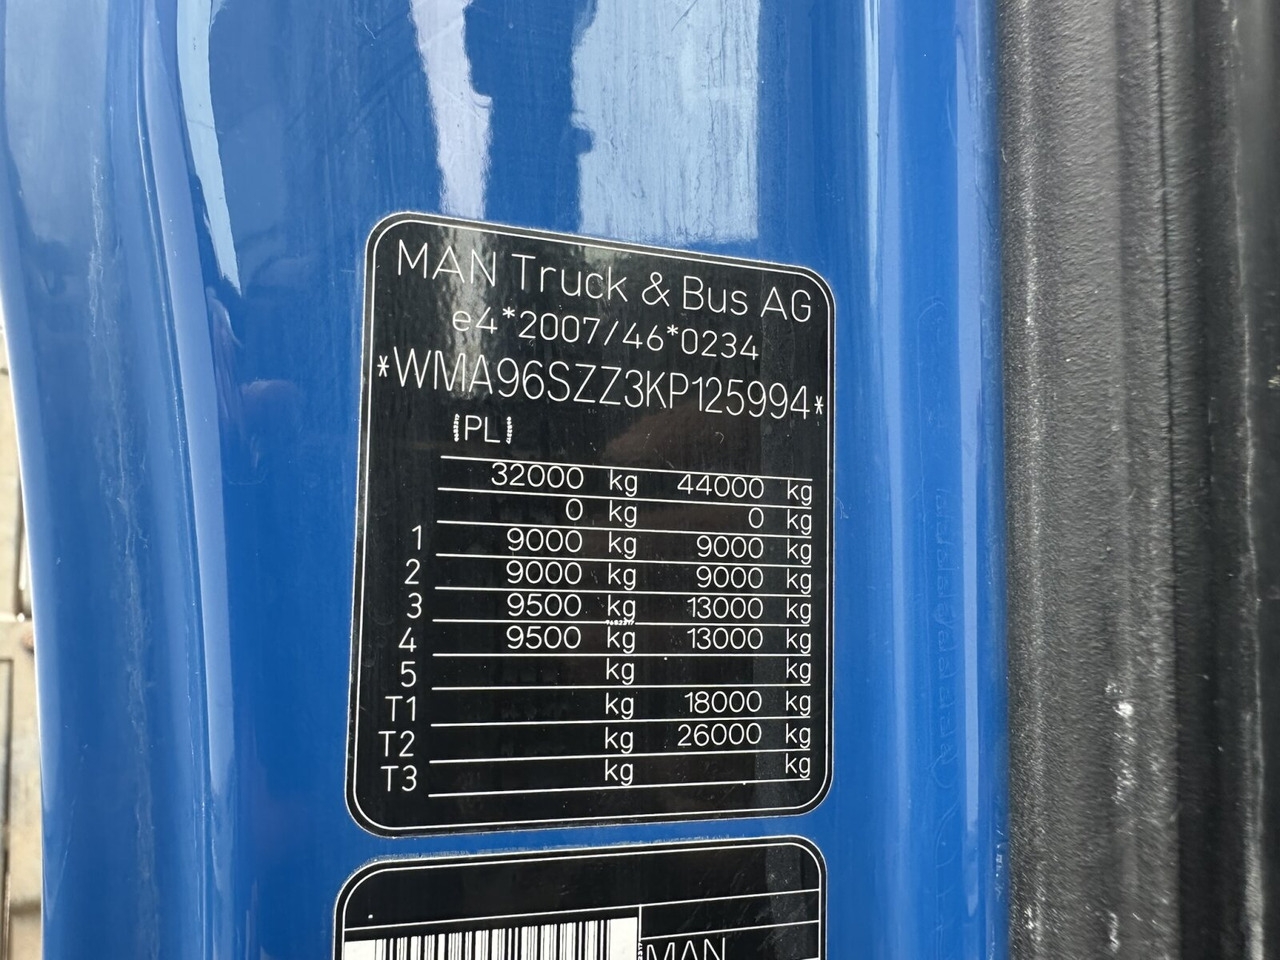 MAN Truck & Bus AG
e4*2007/46*0234
*WMA96SZZ3KP125994*
PL
32000 kg 44000 kg
0 kg 0 kg
1 9000 kg 9000 kg
2 9000 kg 9000 kg
3 9500 kg 13000 kg
4 9500 kg 13000 kg
5 kg kg
T1 kg 18000 kg
T2 kg 26000 kg
T3 kg kg
MAN